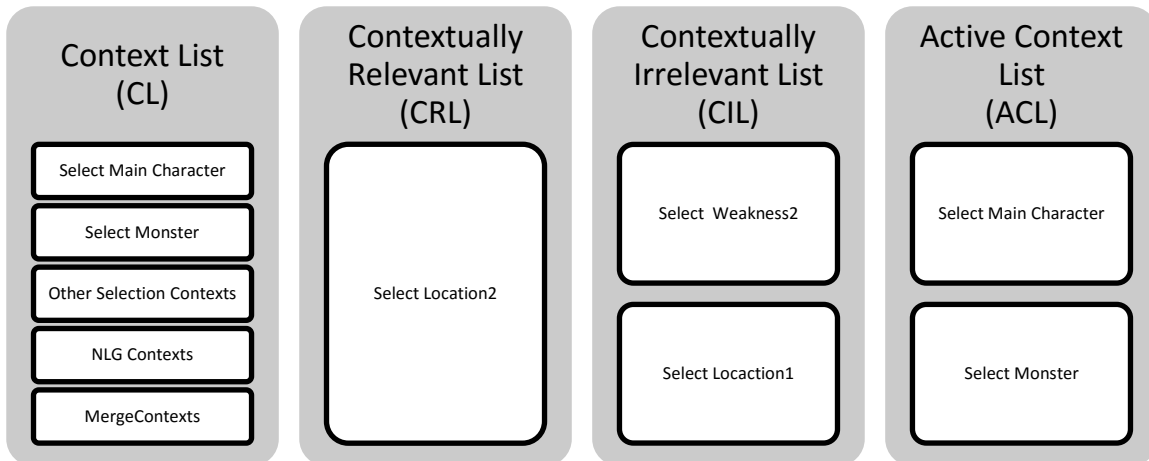 Context List
(CL)
Select Main Character
Select Monster
Other Selection Contexts
NLG Contexts
MergeContexts
Contextually
Relevant List
(CRL)
Select Location2
Contextually
Irrelevant List
(CIL)
Select Weakness2
Select Locaction1
Active Context
List
(ACL)
Select Main Character
Select Monster